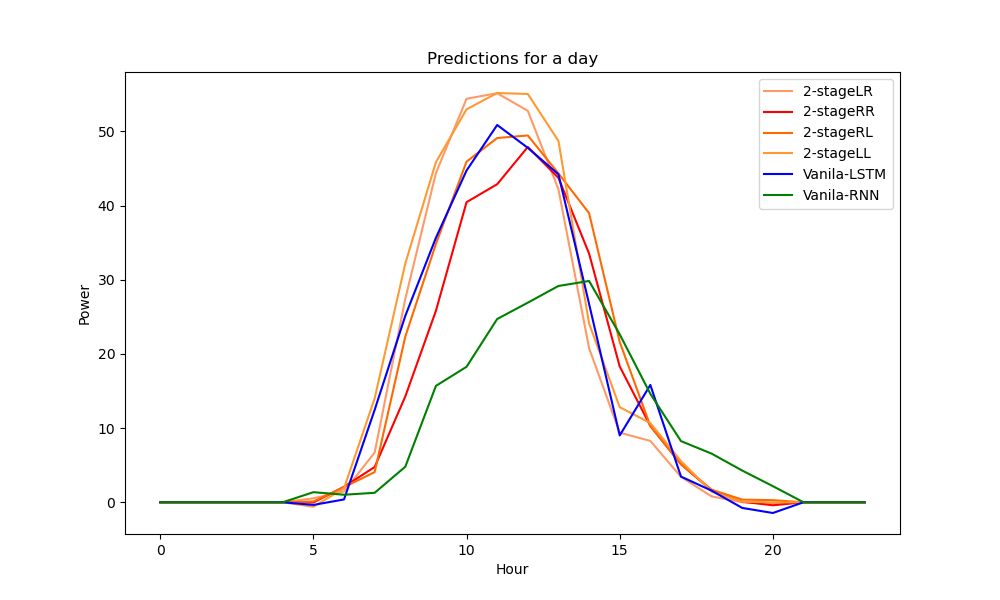 Predictions for a day
2-stageLR
2-stageRR
2-stageRL
2-stageLL
Vanila-LSTM
Vanila-RNN
50
40
30
20
10
0
Power
0 5 10 15 20
Hour